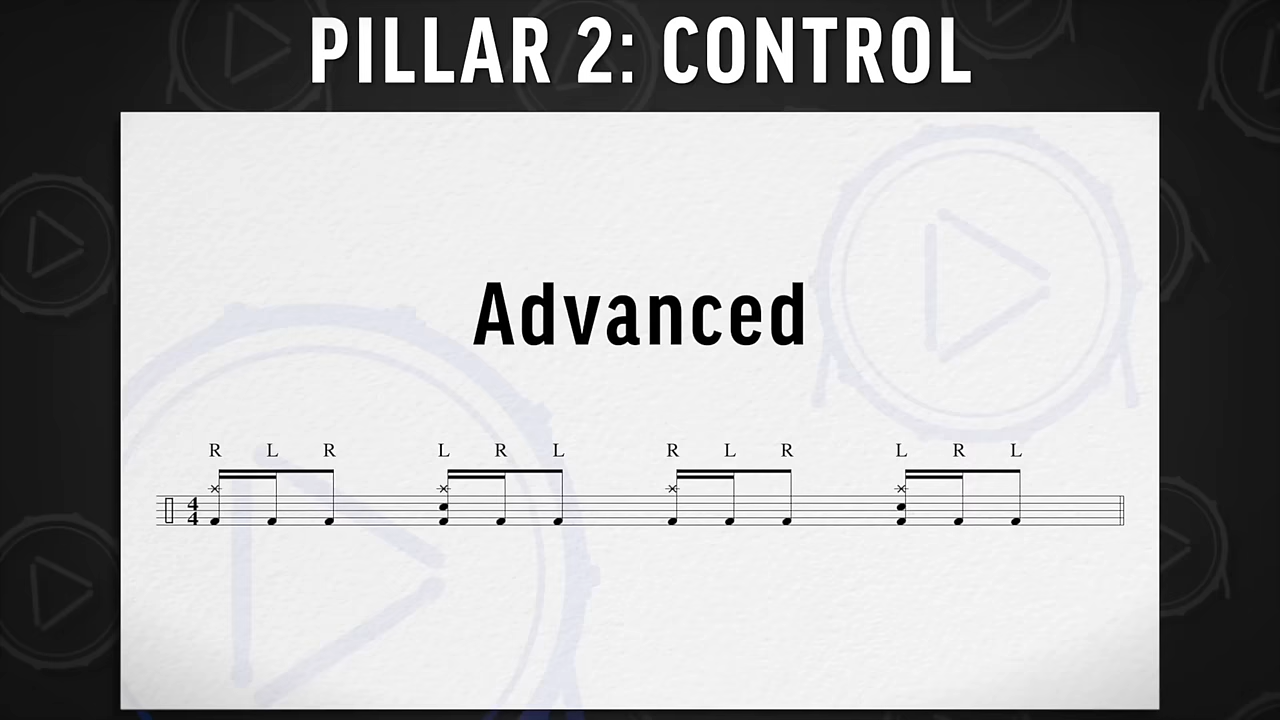 PILLAR 2: CONTROL
Advanced
R L R L R L R L R L R L
4
4